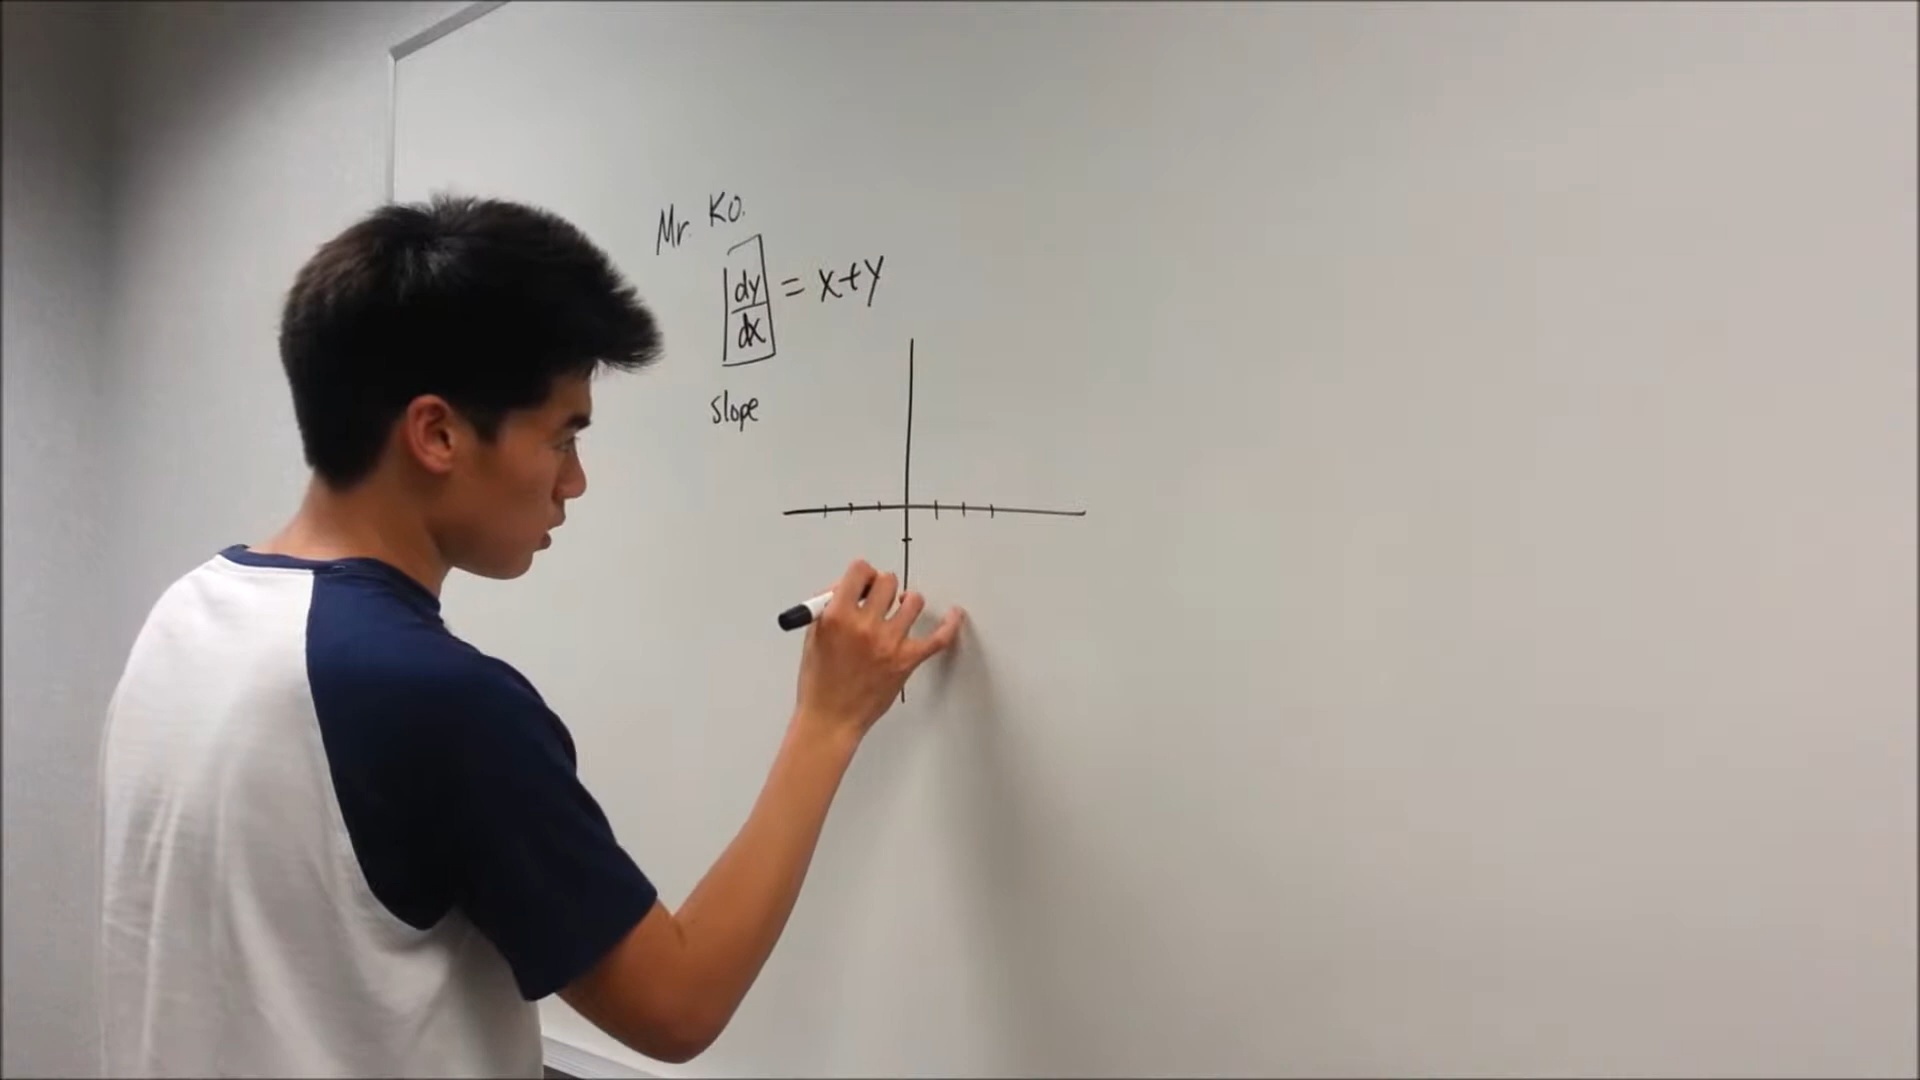 Mr. Ko.
dy/dx = x+y
slope